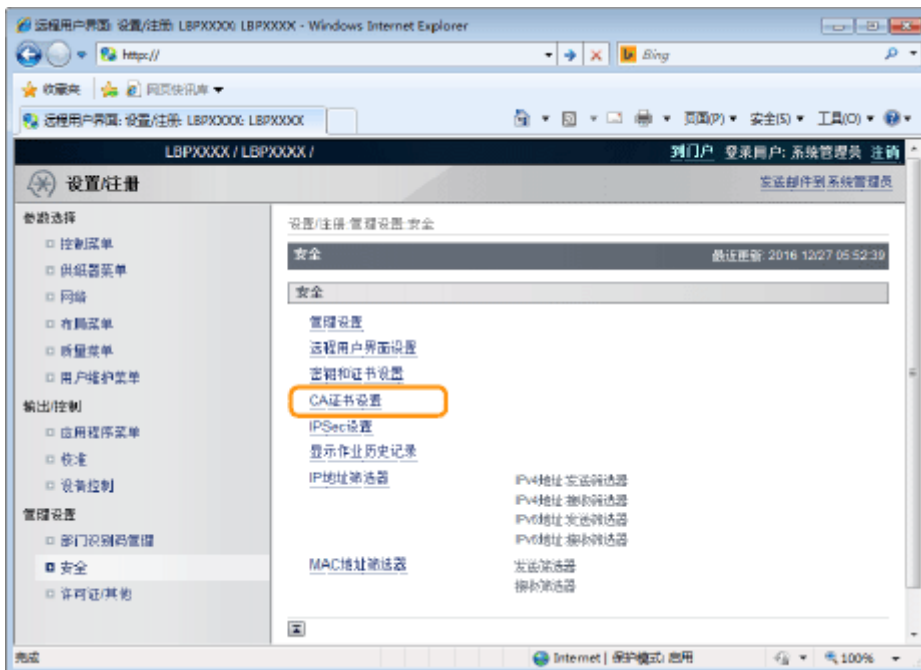 远程用户界面: 设置/注册: LBPXXXX: LBPXXXX - Windows Internet Explorer
http://
Bing
收藏夹
网页快讯库
远程用户界面: 设置/注册: LBPXXXX: LBPXXXX
页面(P) 安全(S) 工具(O)
LBPXXXX / LBPXXXX /
到门户 登录用户: 系统管理员 注销
设置/注册
发送邮件到系统管理员
参数选择
控制菜单
供纸器菜单
网络
布局菜单
质量菜单
用户维护菜单
输出/控制
应用程序菜单
校准
设备控制
管理设置
部门识别码管理
安全
许可证/其他
设置/注册:管理设置:安全
安全
最近更新: 2016 12/27 05:52:39
安全
管理设置
远程用户界面设置
密钥和证书设置
CA证书设置
IPSec设置
显示作业历史记录
IP地址筛选器
IPv4地址:发送筛选器
IPv4地址:接收筛选器
IPv6地址:发送筛选器
IPv6地址:接收筛选器
MAC地址筛选器
发送筛选器
接收筛选器
完成
Internet | 保护模式: 启用
100%